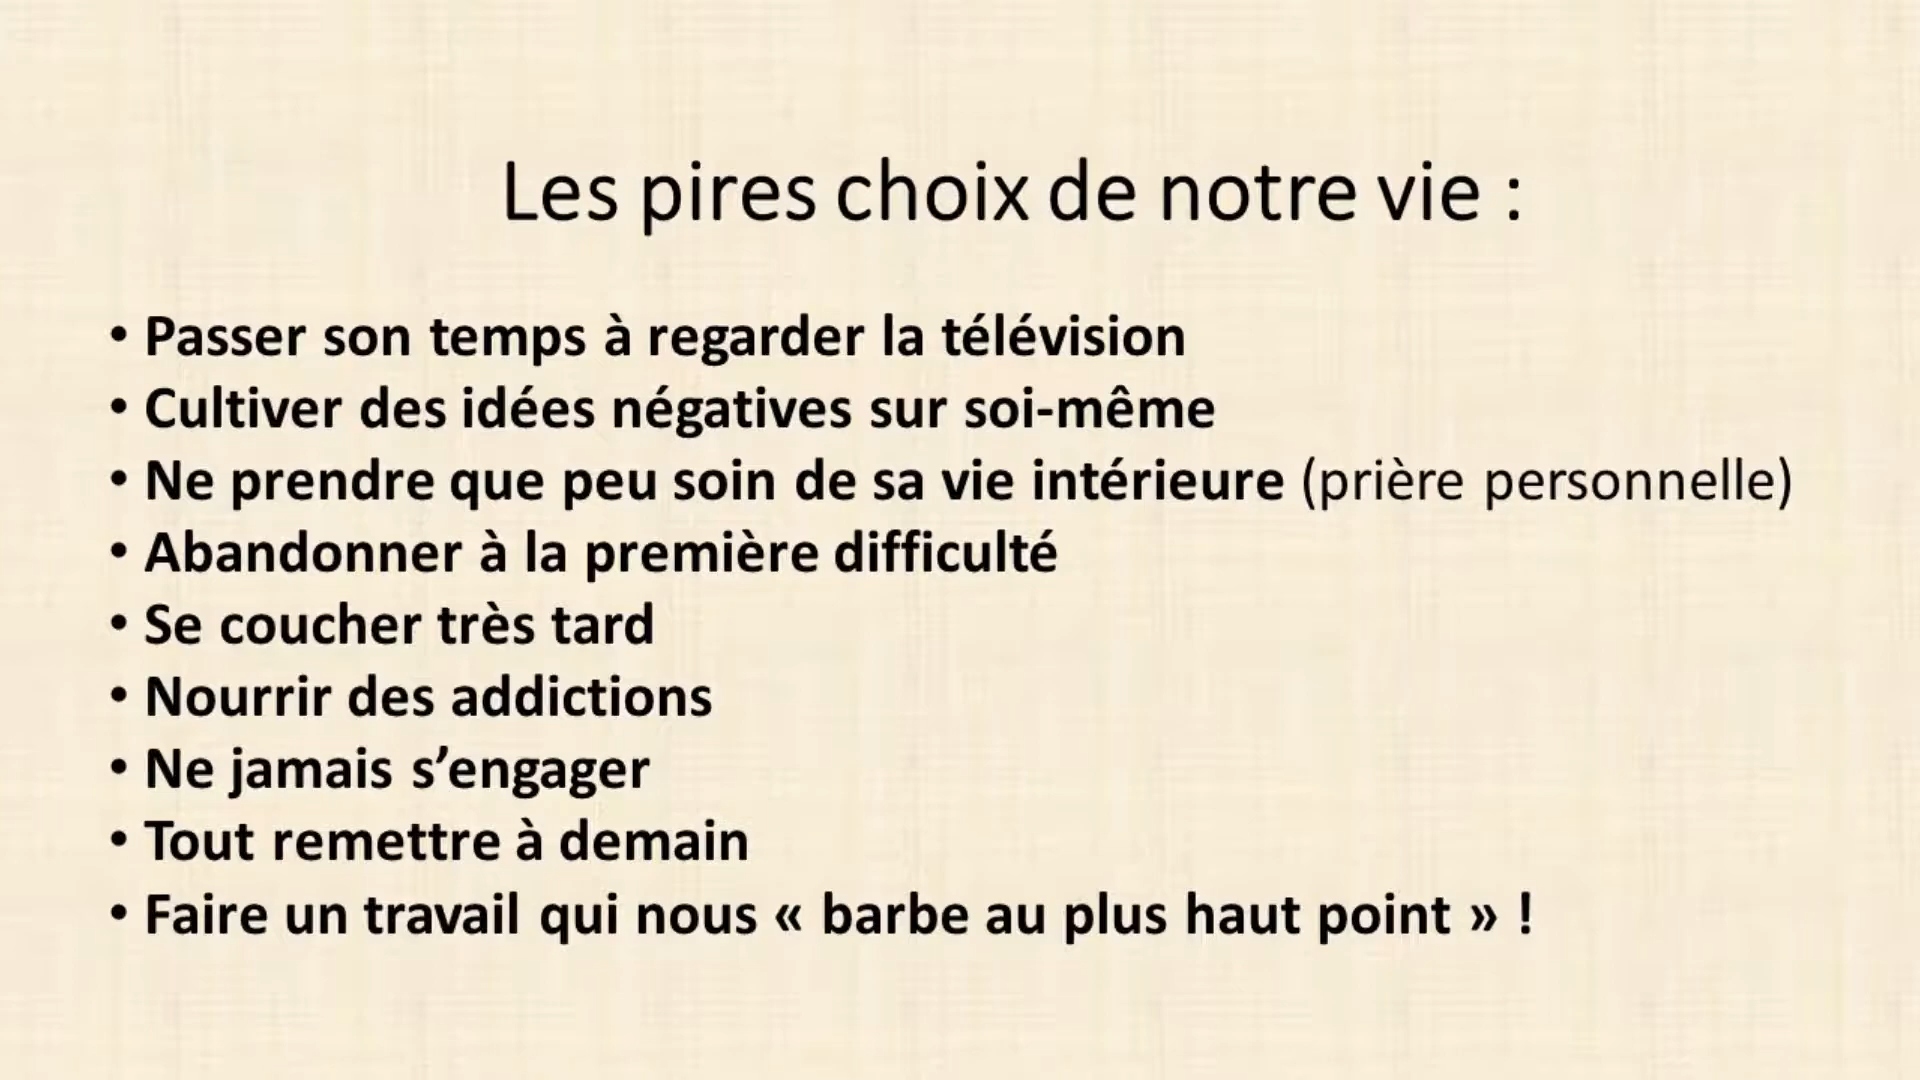 Les pires choix de notre vie :
• Passer son temps à regarder la télévision
• Cultiver des idées négatives sur soi-même
• Ne prendre que peu soin de sa vie intérieure (prière personnelle)
• Abandonner à la première difficulté
• Se coucher très tard
• Nourrir des addictions
• Ne jamais s’engager
• Tout remettre à demain
• Faire un travail qui nous « barbe au plus haut point » !